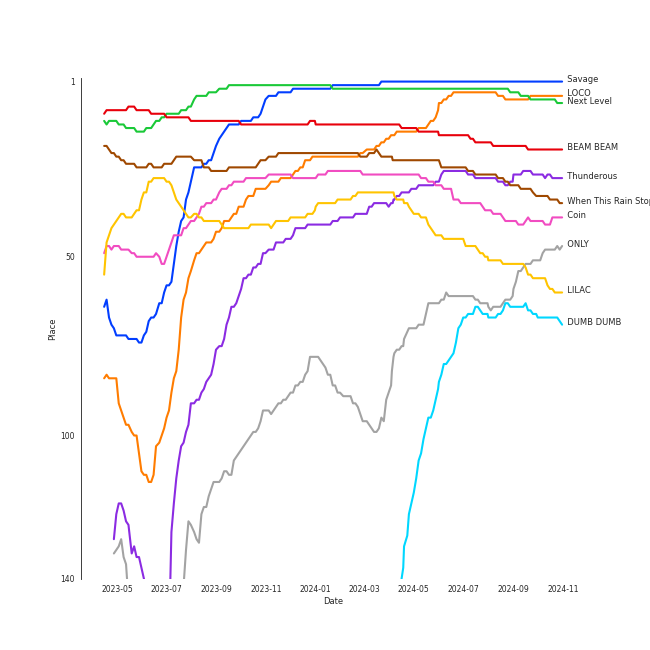 1
50
100
140
Place
Savage
LOCO
Next Level
BEAM BEAM
Thunderous
When This Rain Stop
Coin
ONLY
LILAC
DUMB DUMB
2023-05
2023-07
2023-09
2023-11
2024-01
2024-03
2024-05
2024-07
2024-09
2024-11
Date